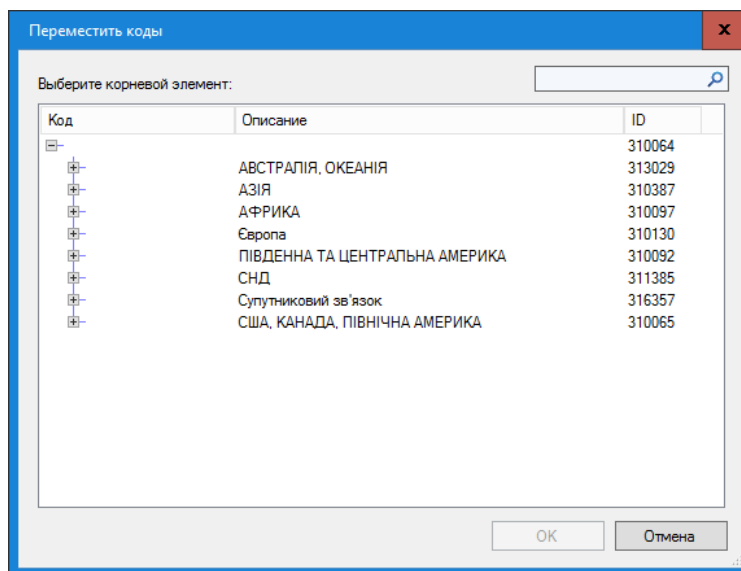 Переместить коды
x
Выберите корневой элемент:
Код Описание ID
310064
АВСТРАЛІЯ, ОКЕАНІЯ 313029
АЗІЯ 310387
АФРИКА 310097
Європа 310130
ПІВДЕННА ТА ЦЕНТРАЛЬНА АМЕРИКА 310092
СНД 311385
Супутниковий зв'язок 316357
США, КАНАДА, ПІВНІЧНА АМЕРИКА 310065
OK Отмена